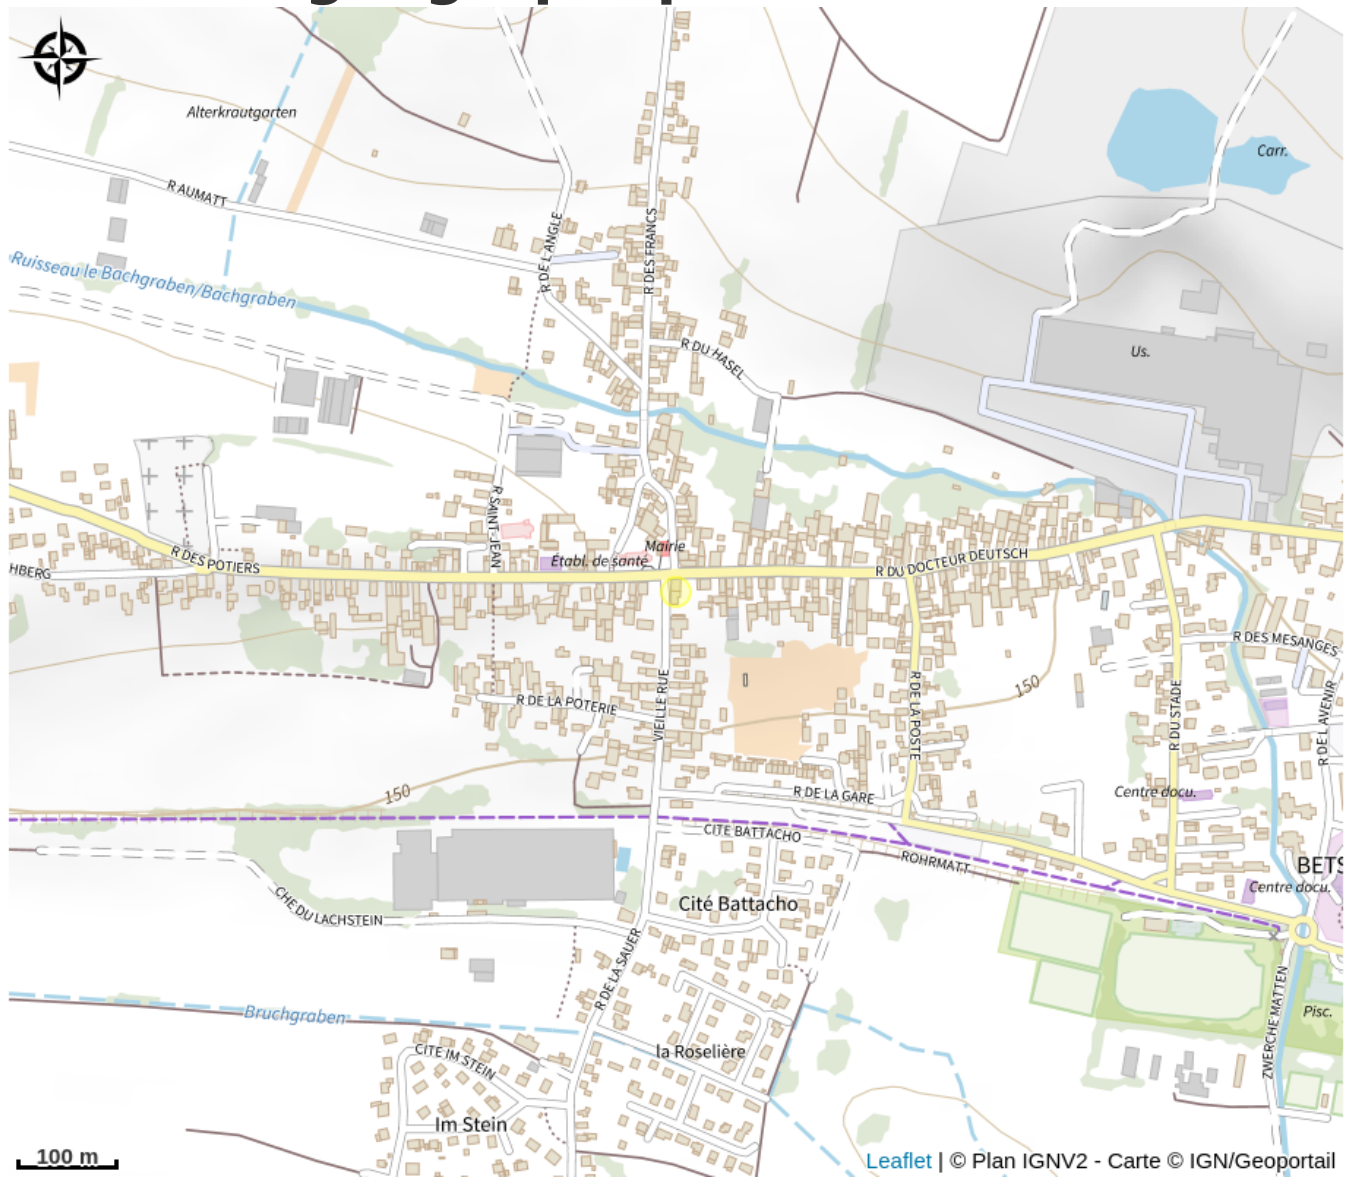 Alterkrautgarten
Carr.
R AUMATT
R DE L'ANGLE
R DES FRANCS
Ruisseau le Bachgraben/Bachgraben
R DU HASEL
Us.
R SAINT-JEAN
Mairie
Établ. de santé
R DES POTIERS
HBERG
R DU DOCTEUR DEUTSCH
R DES MESANGES
150
R DE LA POTERIE
VIEILLE RUE
R DE LA POSTE
R DU STADE
R DE L AVENIR
150
R DE LA GARE
Centre docu.
CITE BATTACHO
ROHRMATT
BETS
Centre docu.
CHE DU LACHSTEIN
Cité Battacho
R DE LA SAUER
Bruchgraben
Pisc.
ZWERCHE MATTEN
CITE IM STEIN
la Roselière
Im Stein
100 m
Leaflet | © Plan IGNV2 - Carte © IGN/Geoportail